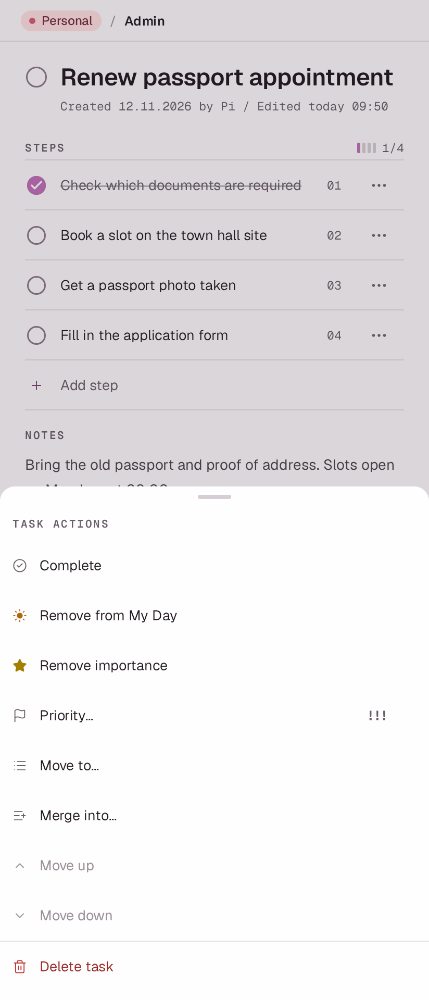 Personal / Admin
Renew passport appointment
Created 12.11.2026 by Pi / Edited today 09:50
STEPS 1/4
Check which documents are required 01
Book a slot on the town hall site 02
Get a passport photo taken 03
Fill in the application form 04
Add step
NOTES
Bring the old passport and proof of address. Slots open
TASK ACTIONS
Complete
Remove from My Day
Remove importance
Priority… !!!
Move to…
Merge into…
Move up
Move down
Delete task